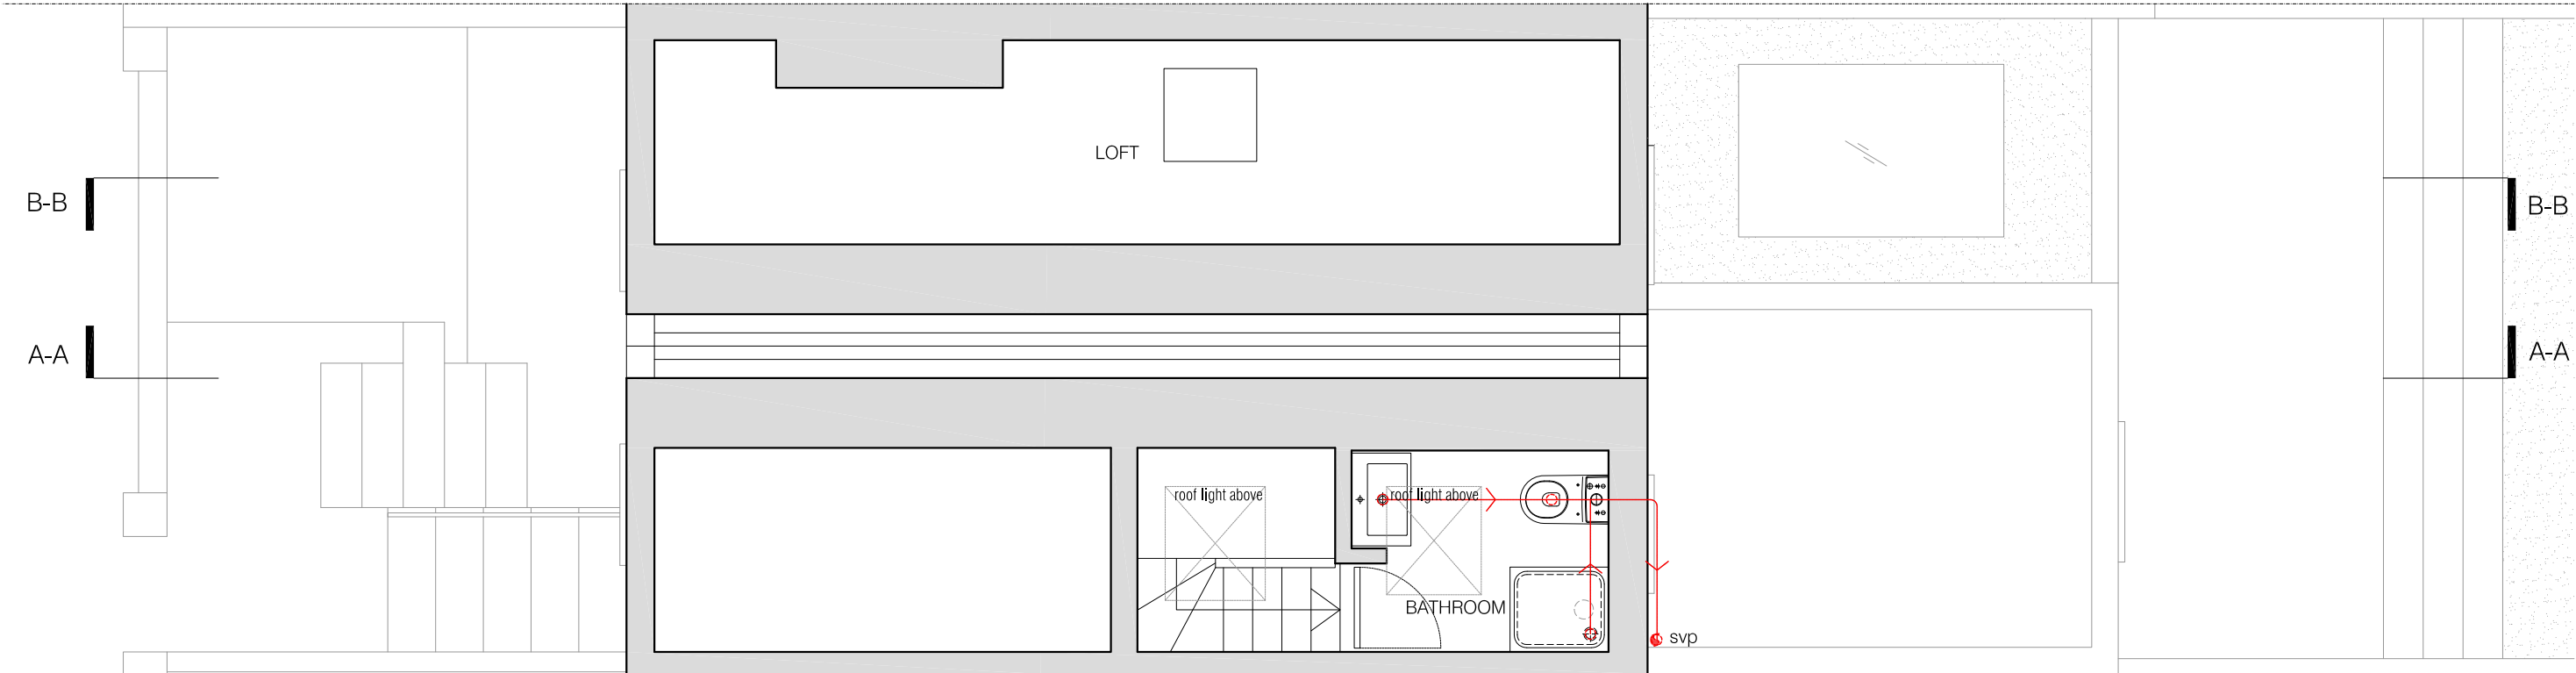 LOFT
B-B
B-B
A-A
A-A
roof light above
roof light above
BATHROOM
svp